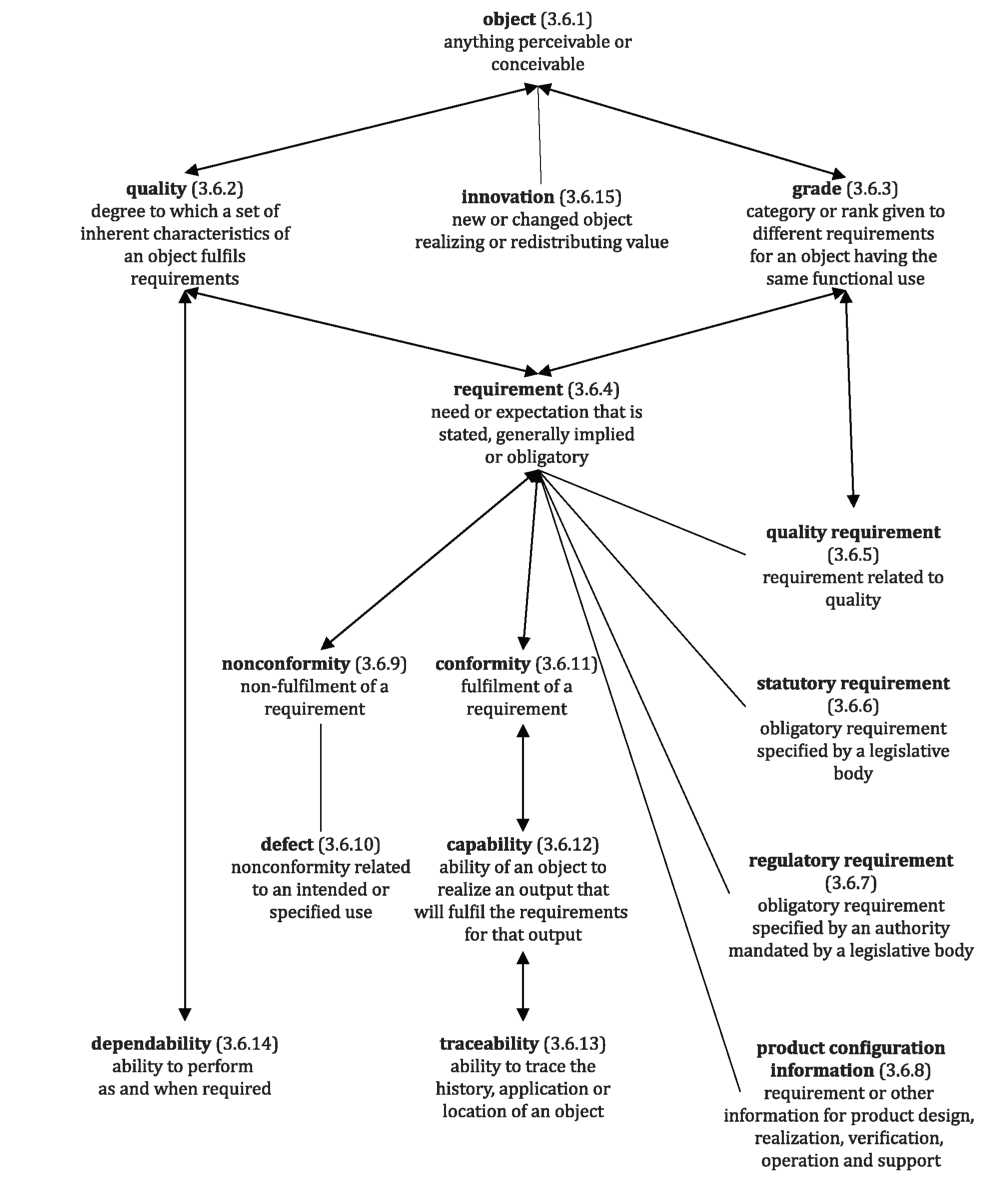 object (3.6.1)
anything perceivable or
conceivable
quality (3.6.2)
degree to which a set of
inherent characteristics of
an object fulfils
requirements
innovation (3.6.15)
new or changed object
realizing or redistributing value
grade (3.6.3)
category or rank given to
different requirements
for an object having the
same functional use
requirement (3.6.4)
need or expectation that is
stated, generally implied
or obligatory
quality requirement
(3.6.5)
requirement related to
quality
nonconformity (3.6.9)
non-fulfilment of a
requirement
conformity (3.6.11)
fulfilment of a
requirement
statutory requirement
(3.6.6)
obligatory requirement
specified by a legislative
body
defect (3.6.10)
nonconformity related
to an intended or
specified use
capability (3.6.12)
ability of an object to
realize an output that
will fulfil the requirements
for that output
regulatory requirement
(3.6.7)
obligatory requirement
specified by an authority
mandated by a legislative body
dependability (3.6.14)
ability to perform
as and when required
traceability (3.6.13)
ability to trace the
history, application or
location of an object
product configuration
information (3.6.8)
requirement or other
information for product design,
realization, verification,
operation and support